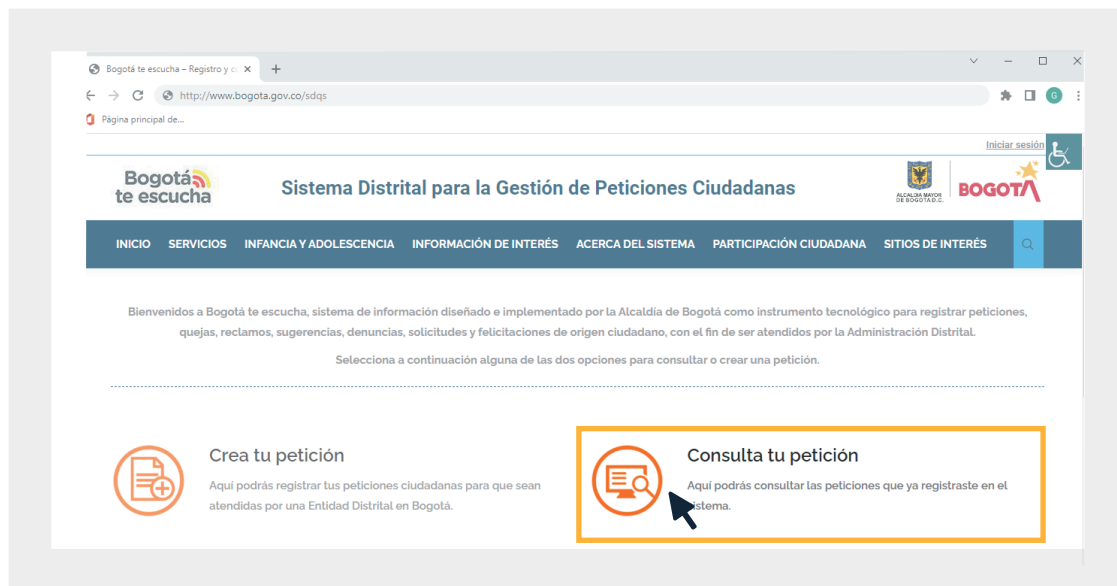 Bogotá te escucha – Registro y c
http://www.bogota.gov.co/sdqs
G
Página principal de...
Iniciar sesión
Bogotá
te escucha
Sistema Distrital para la Gestión de Peticiones Ciudadanas
ALCALDÍA MAYOR
DE BOGOTÁ D.C.
BOGOTÁ
INICIO SERVICIOS INFANCIA Y ADOLESCENCIA INFORMACIÓN DE INTERÉS ACERCA DEL SISTEMA PARTICIPACIÓN CIUDADANA SITIOS DE INTERÉS
Bienvenidos a Bogotá te escucha, sistema de información diseñado e implementado por la Alcaldía de Bogotá como instrumento tecnológico para registrar peticiones,
quejas, reclamos, sugerencias, denuncias, solicitudes y felicitaciones de origen ciudadano, con el fin de ser atendidos por la Administración Distrital.
Selecciona a continuación alguna de las dos opciones para consultar o crear una petición.
Crea tu petición
Aquí podrás registrar tus peticiones ciudadanas para que sean
atendidas por una Entidad Distrital en Bogotá.
Consulta tu petición
Aquí podrás consultar las peticiones que ya registraste en el
istema.